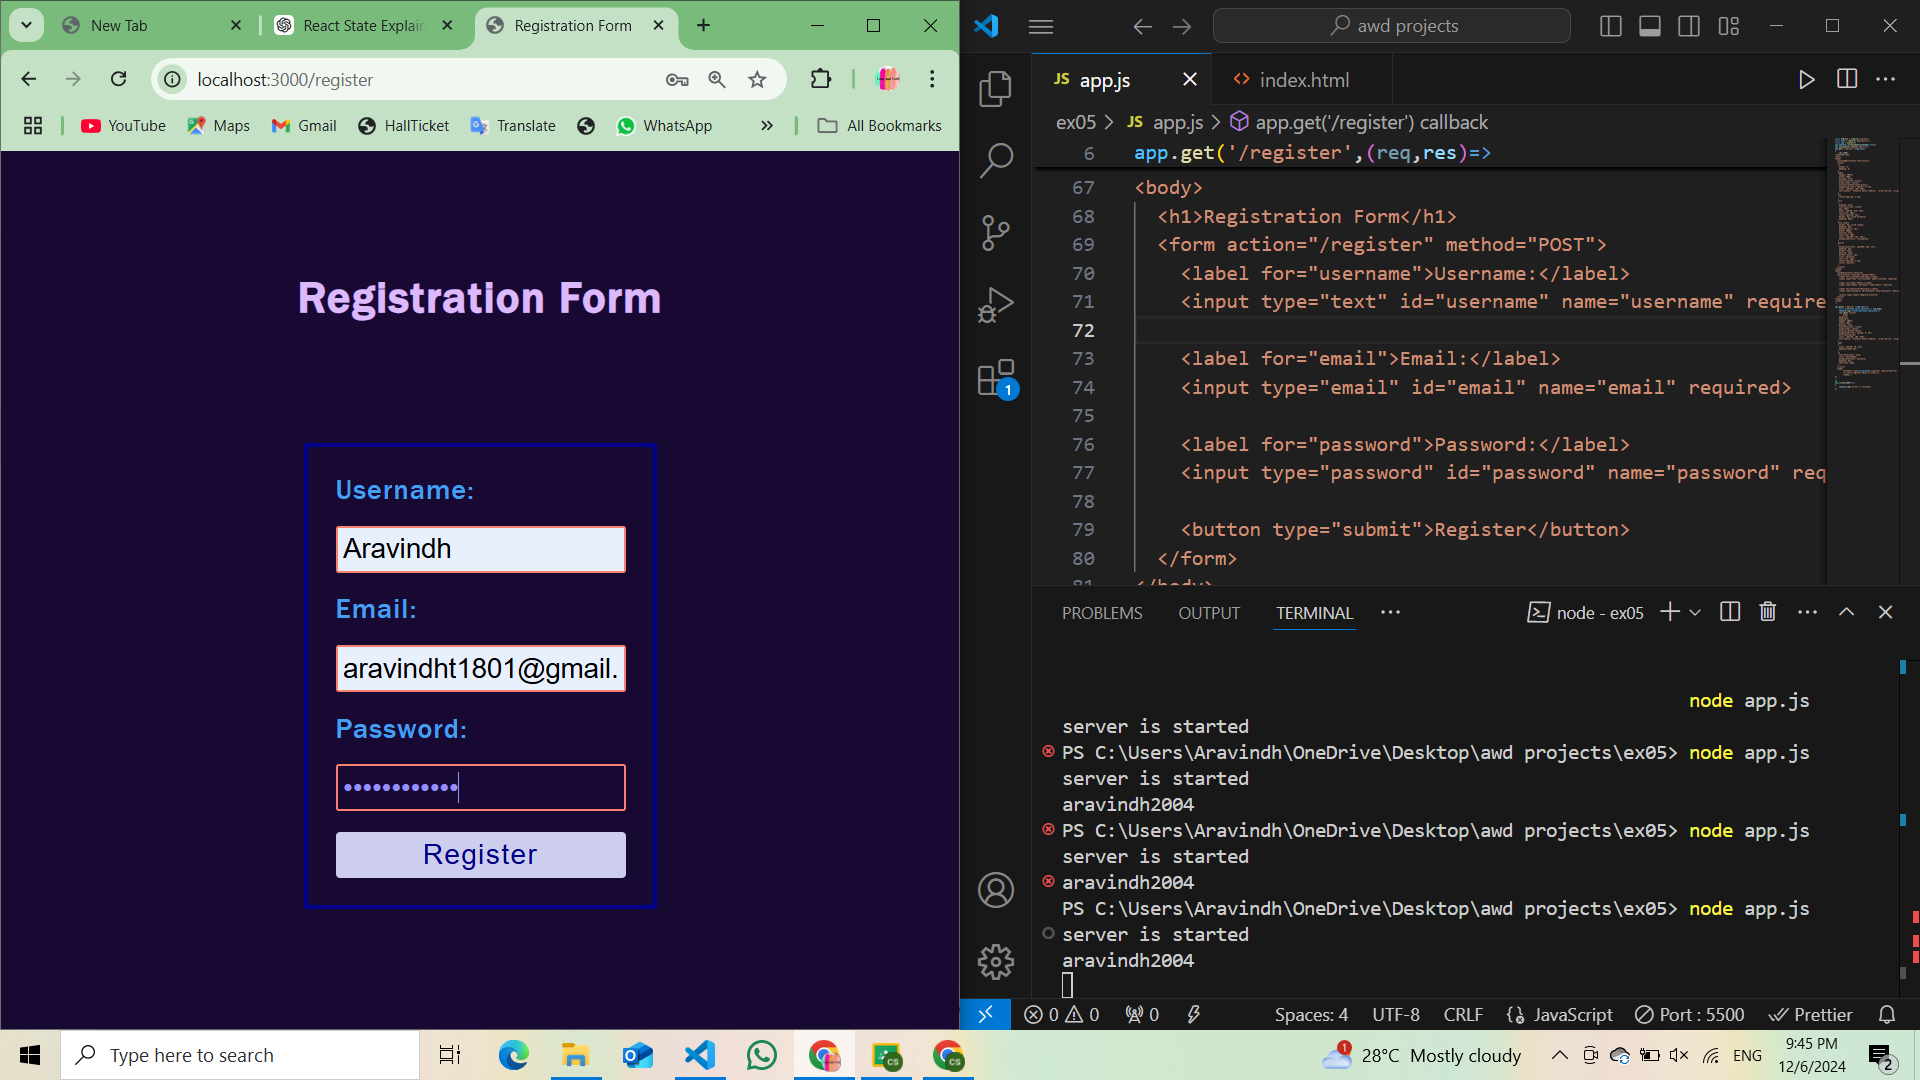 New Tab
React State Explain
Registration Form
localhost:3000/register
YouTube
Maps
Gmail
HallTicket
Translate
WhatsApp
»
All Bookmarks
Registration Form
Username:
Aravindh
Email:
aravindht1801@gmail.
Password:
••••••••••••
Register
awd projects
JS app.js
<> index.html
ex05 > JS app.js > app.get('/register') callback
6 app.get('/register',(req,res)=>
67 <body>
68 <h1>Registration Form</h1>
69 <form action="/register" method="POST">
70 <label for="username">Username:</label>
71 <input type="text" id="username" name="username" require
72
73 <label for="email">Email:</label>
74 <input type="email" id="email" name="email" required>
75
76 <label for="password">Password:</label>
77 <input type="password" id="password" name="password" req
78
79 <button type="submit">Register</button>
80 </form>
81 </body>
1
PROBLEMS
OUTPUT
TERMINAL
node - ex05
node app.js
server is started
PS C:\Users\Aravindh\OneDrive\Desktop\awd projects\ex05> node app.js
server is started
aravindh2004
PS C:\Users\Aravindh\OneDrive\Desktop\awd projects\ex05> node app.js
server is started
aravindh2004
PS C:\Users\Aravindh\OneDrive\Desktop\awd projects\ex05> node app.js
server is started
aravindh2004
0 0 0 Spaces: 4 UTF-8 CRLF {} JavaScript Port : 5500 Prettier
Type here to search
CS
CS
1
28°C Mostly cloudy
ENG
9:45 PM
12/6/2024
2